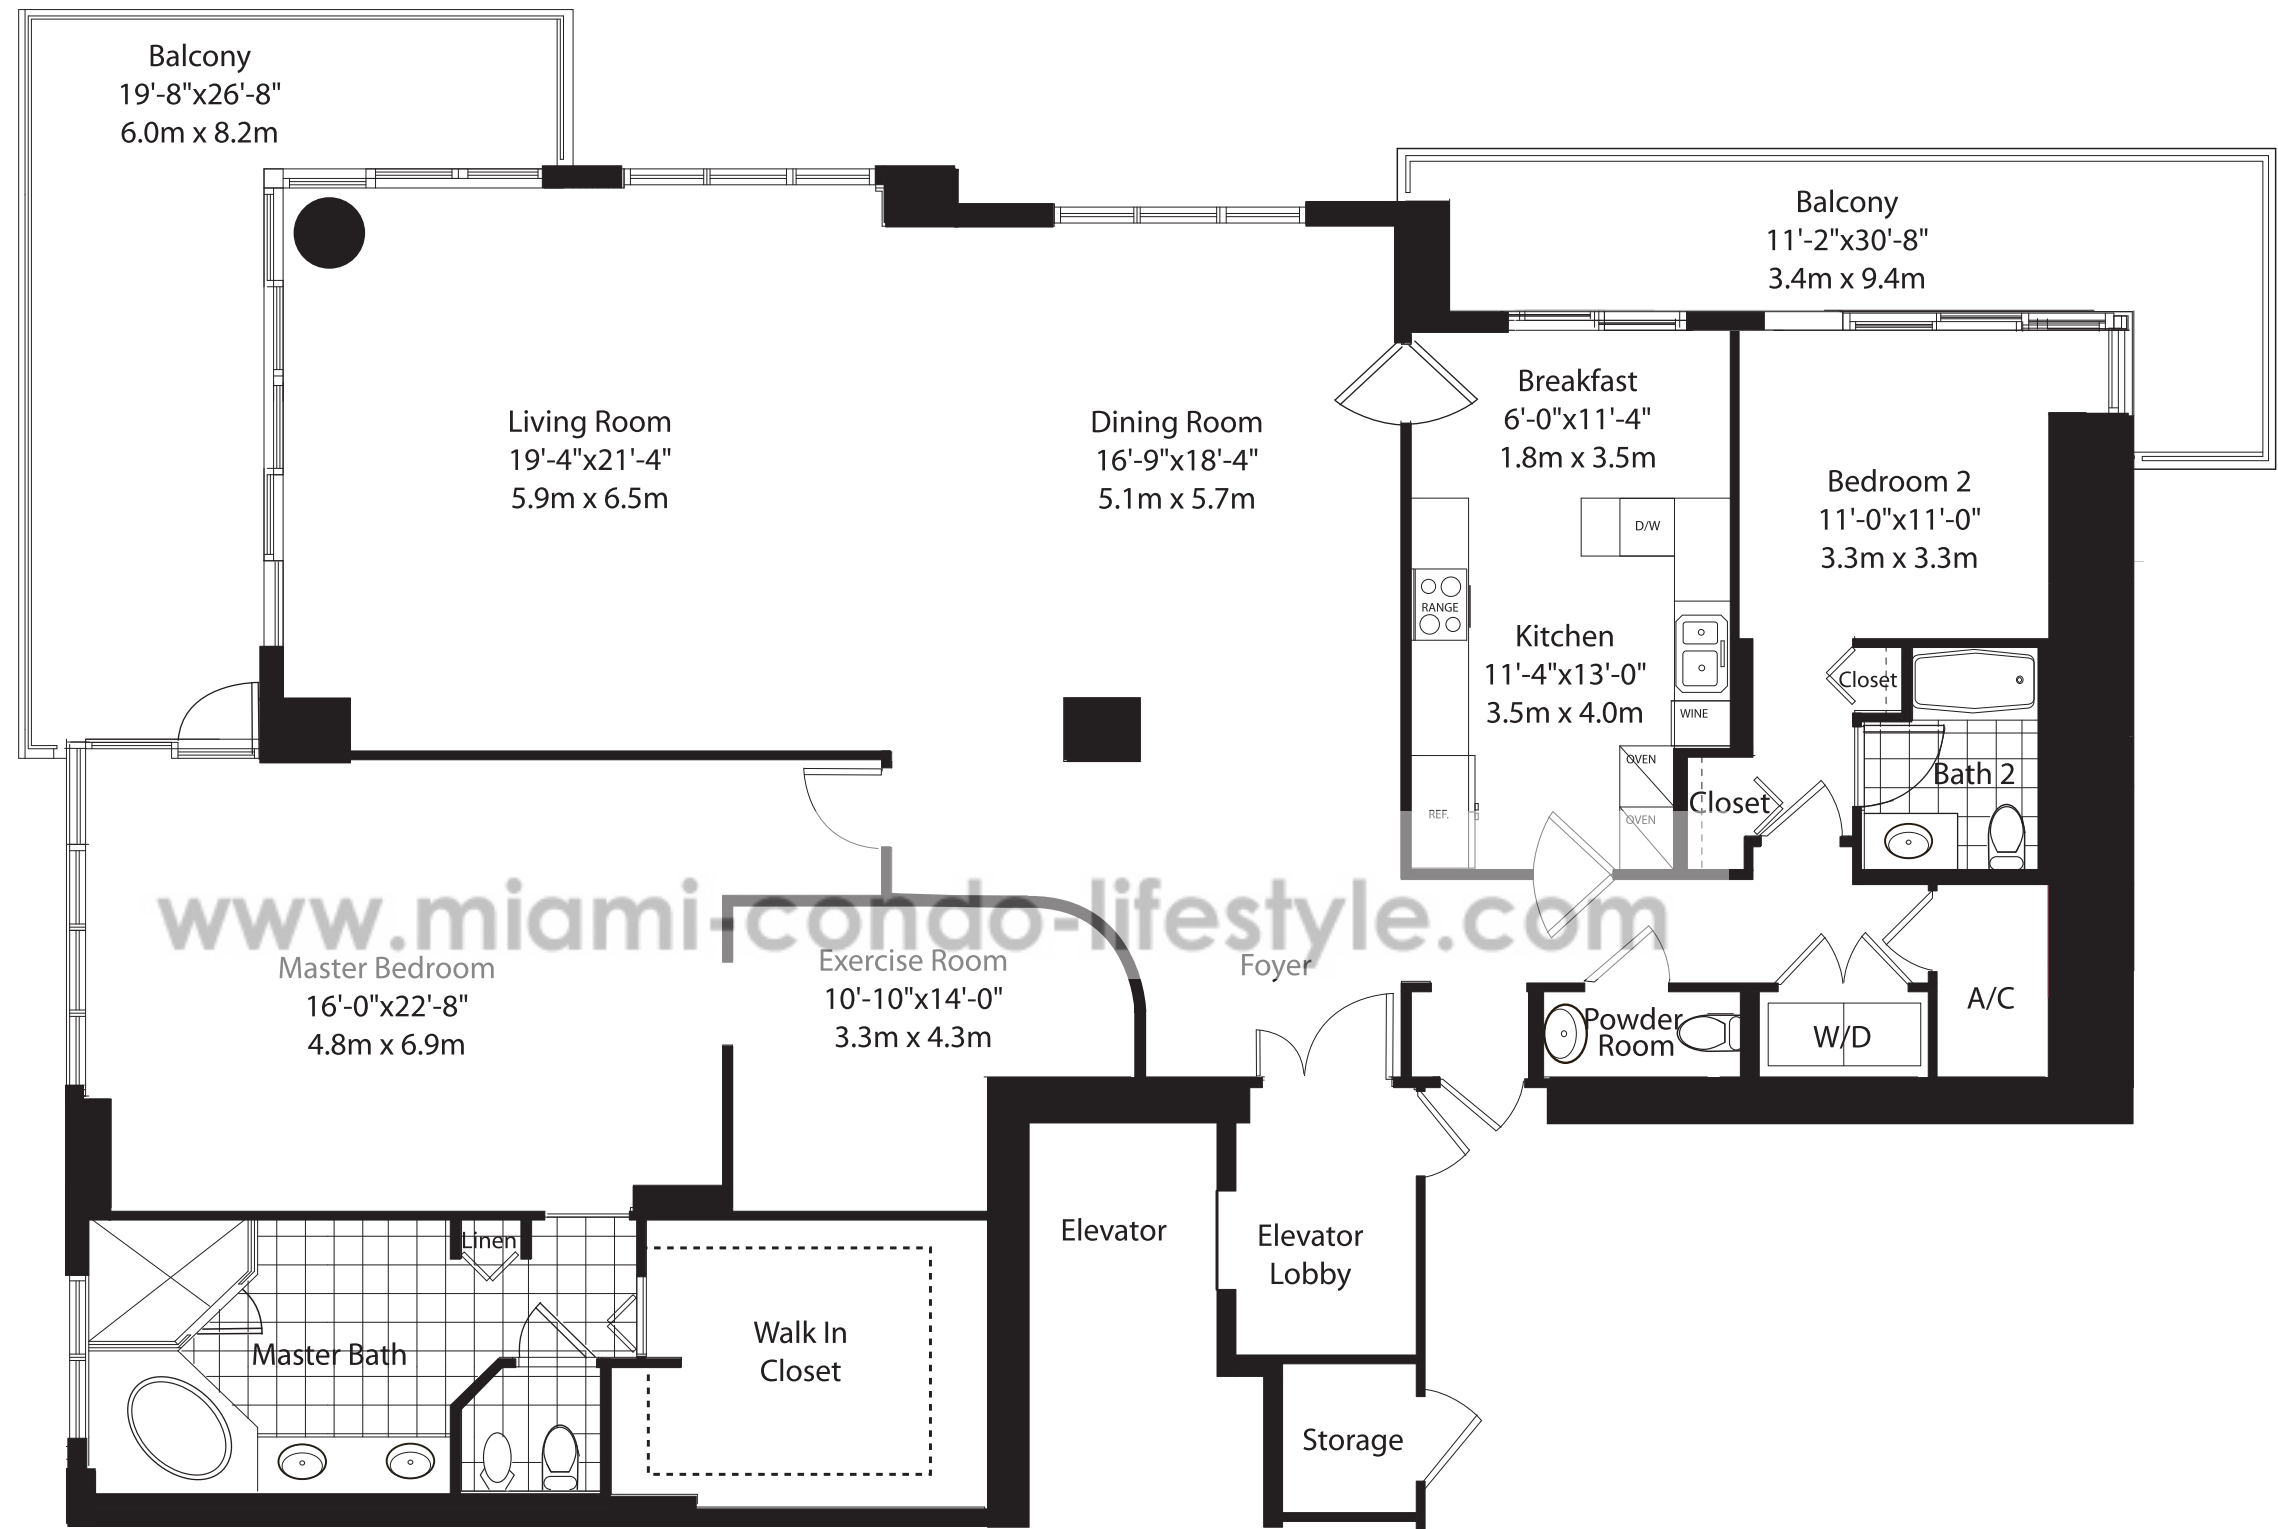 Balcony
19'-8"x26'-8"
6.0m x 8.2m
Balcony
11'-2"x30'-8"
3.4m x 9.4m
Living Room
19'-4"x21'-4"
5.9m x 6.5m
Dining Room
16'-9"x18'-4"
5.1m x 5.7m
Breakfast
6'-0"x11'-4"
1.8m x 3.5m
Bedroom 2
11'-0"x11'-0"
3.3m x 3.3m
D/W
RANGE
Kitchen
11'-4"x13'-0"
3.5m x 4.0m
WINE
OVEN
OVEN
REF.
Closet
Closet
Bath 2
www.miami-condo-lifestyle.com
Master Bedroom
16'-0"x22'-8"
4.8m x 6.9m
Exercise Room
10'-10"x14'-0"
3.3m x 4.3m
Foyer
Powder
Room
W/D
A/C
Linen
Master Bath
Walk In
Closet
Elevator
Elevator
Lobby
Storage